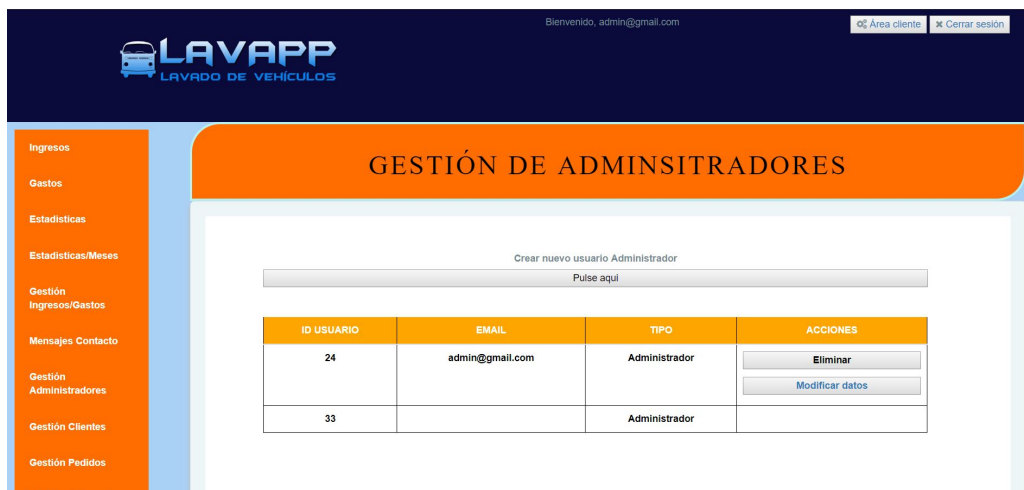 Bienvenido, admin@gmail.com
Área cliente
Cerrar sesión
LAVAPP
LAVADO DE VEHÍCULOS
Ingresos
Gastos
Estadisticas
Estadisticas/Meses
Gestión
Ingresos/Gastos
Mensajes Contacto
Gestión
Administradores
Gestión Clientes
Gestión Pedidos
GESTIÓN DE ADMINSITRADORES
Crear nuevo usuario Administrador
Pulse aqui
ID USUARIO EMAIL TIPO ACCIONES
24 admin@gmail.com Administrador Eliminar
Modificar datos
33 Administrador